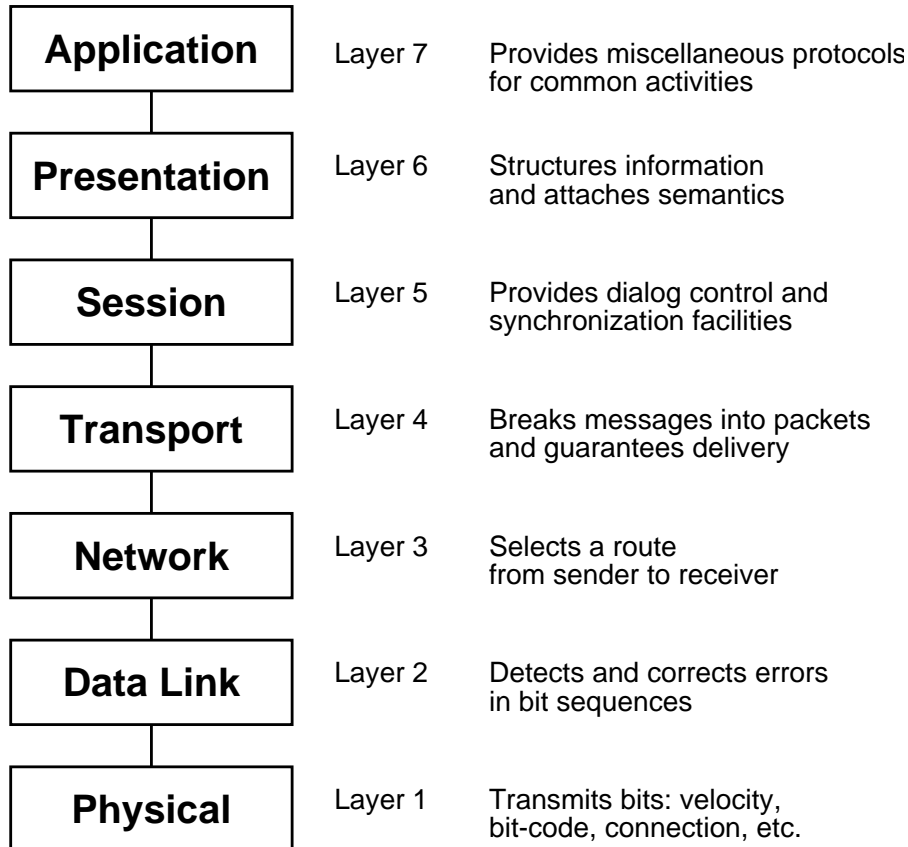 Application
Layer 7
Provides miscellaneous protocols
for common activities
Presentation
Layer 6
Structures information
and attaches semantics
Session
Layer 5
Provides dialog control and
synchronization facilities
Transport
Layer 4
Breaks messages into packets
and guarantees delivery
Network
Layer 3
Selects a route
from sender to receiver
Data Link
Layer 2
Detects and corrects errors
in bit sequences
Physical
Layer 1
Transmits bits: velocity,
bit-code, connection, etc.